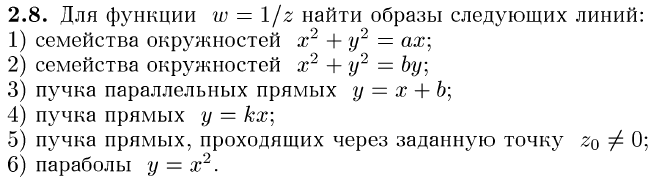 2.8. Для функции w = 1/z найти образы следующих линий:
1) семейства окружностей x² + y² = ax;
2) семейства окружностей x² + y² = by;
3) пучка параллельных прямых y = x + b;
4) пучка прямых y = kx;
5) пучка прямых, проходящих через заданную точку z₀ ≠ 0;
6) параболы y = x².